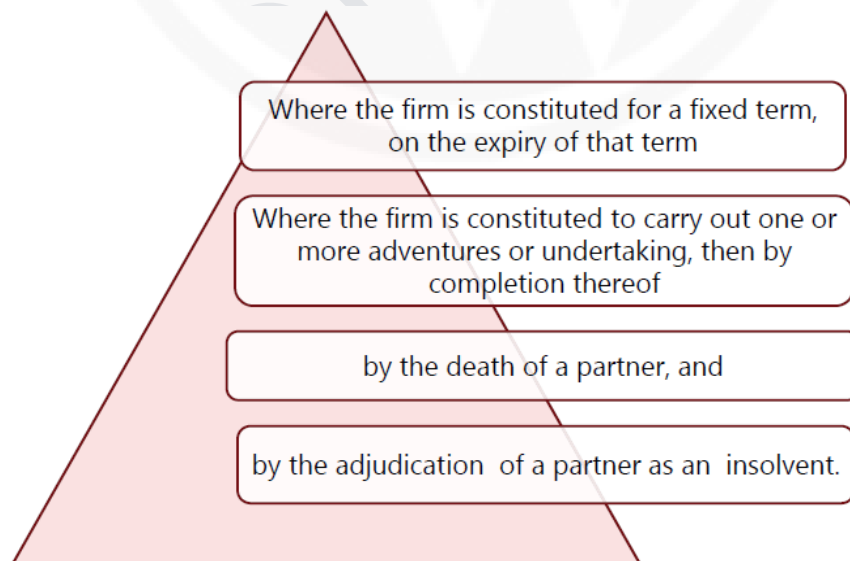 Where the firm is constituted for a fixed term,
on the expiry of that term
Where the firm is constituted to carry out one or
more adventures or undertaking, then by
completion thereof
by the death of a partner, and
by the adjudication of a partner as an insolvent.